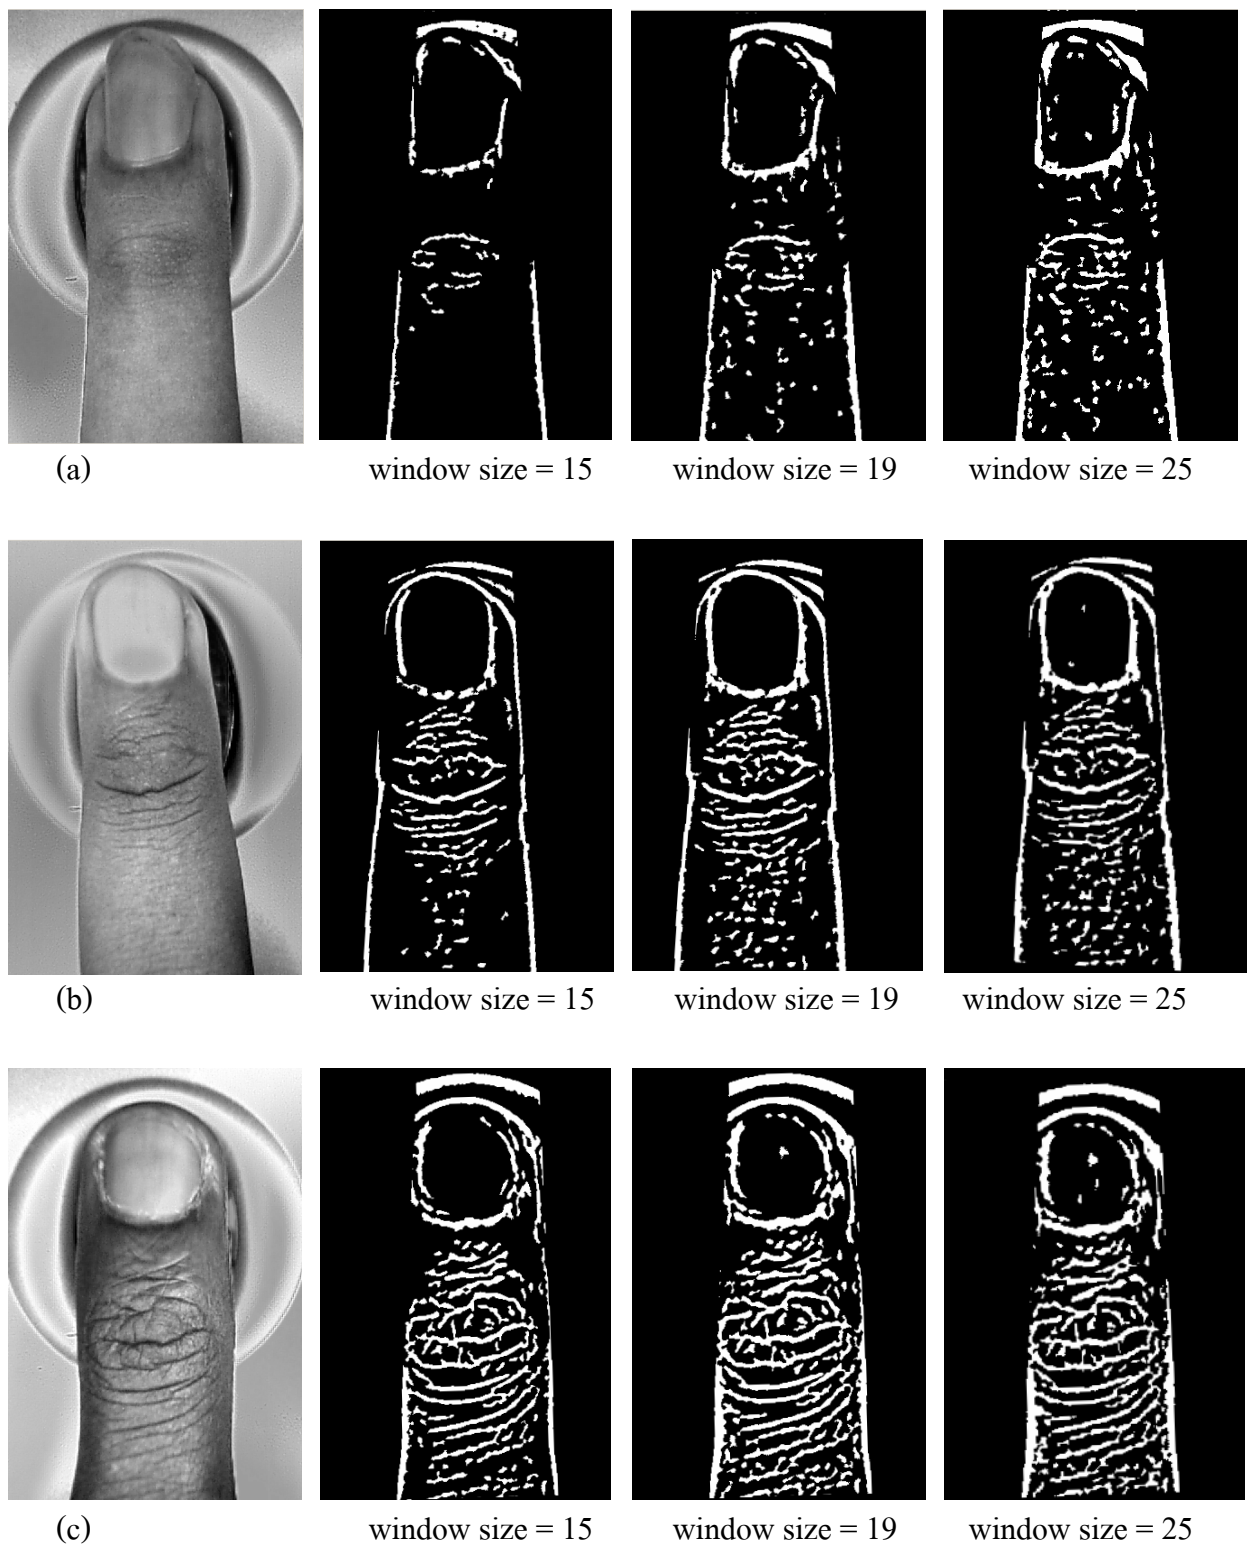 (a) window size = 15 window size = 19 window size = 25
(b) window size = 15 window size = 19 window size = 25
(c) window size = 15 window size = 19 window size = 25